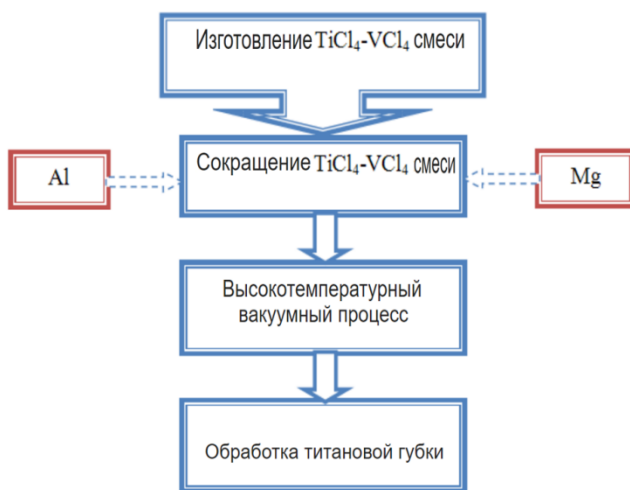 Изготовление TiCl₄-VCl₄ смеси
Сокращение TiCl₄-VCl₄ смеси
Al
Mg
Высокотемпературный
вакуумный процесс
Обработка титановой губки